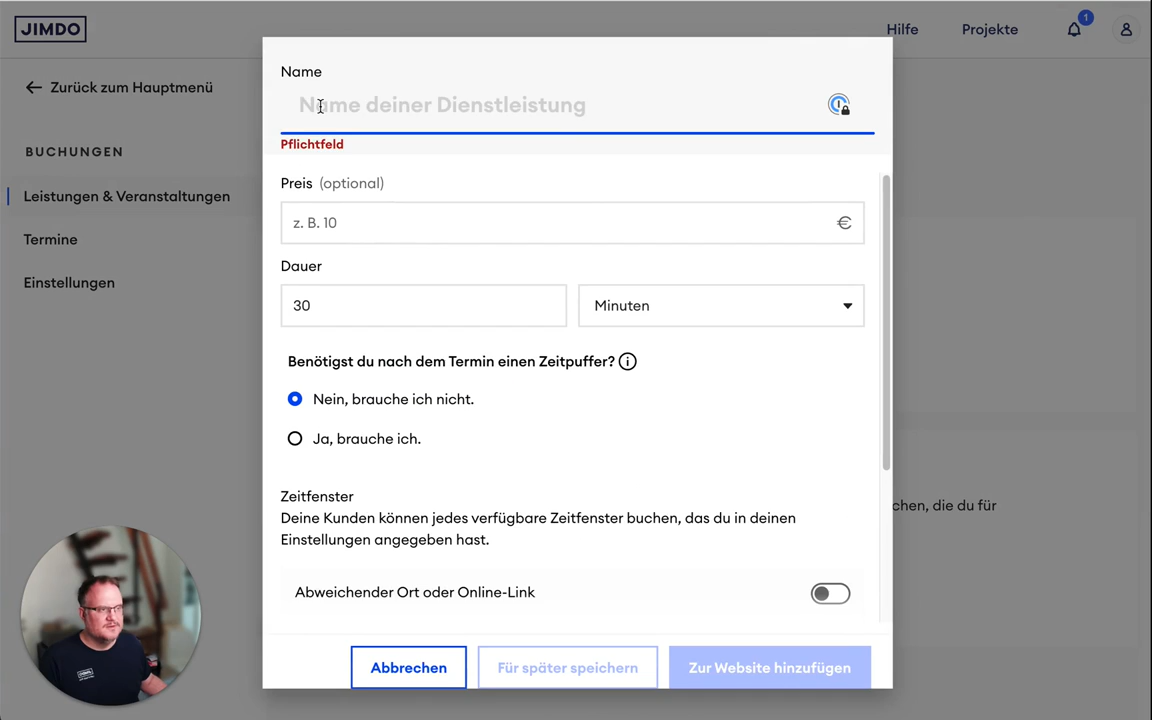 JIMDO
Hilfe
Projekte
1
Zurück zum Hauptmenü
BUCHUNGEN
Leistungen & Veranstaltungen
Termine
Einstellungen
Name
Name deiner Dienstleistung
Pflichtfeld
Preis (optional)
z. B. 10 €
Dauer
30
Minuten
Benötigst du nach dem Termin einen Zeitpuffer?
Nein, brauche ich nicht.
Ja, brauche ich.
Zeitfenster
Deine Kunden können jedes verfügbare Zeitfenster buchen, das du in deinen
Einstellungen angegeben hast.
Abweichender Ort oder Online-Link
Abbrechen
Für später speichern
Zur Website hinzufügen
chen, die du für